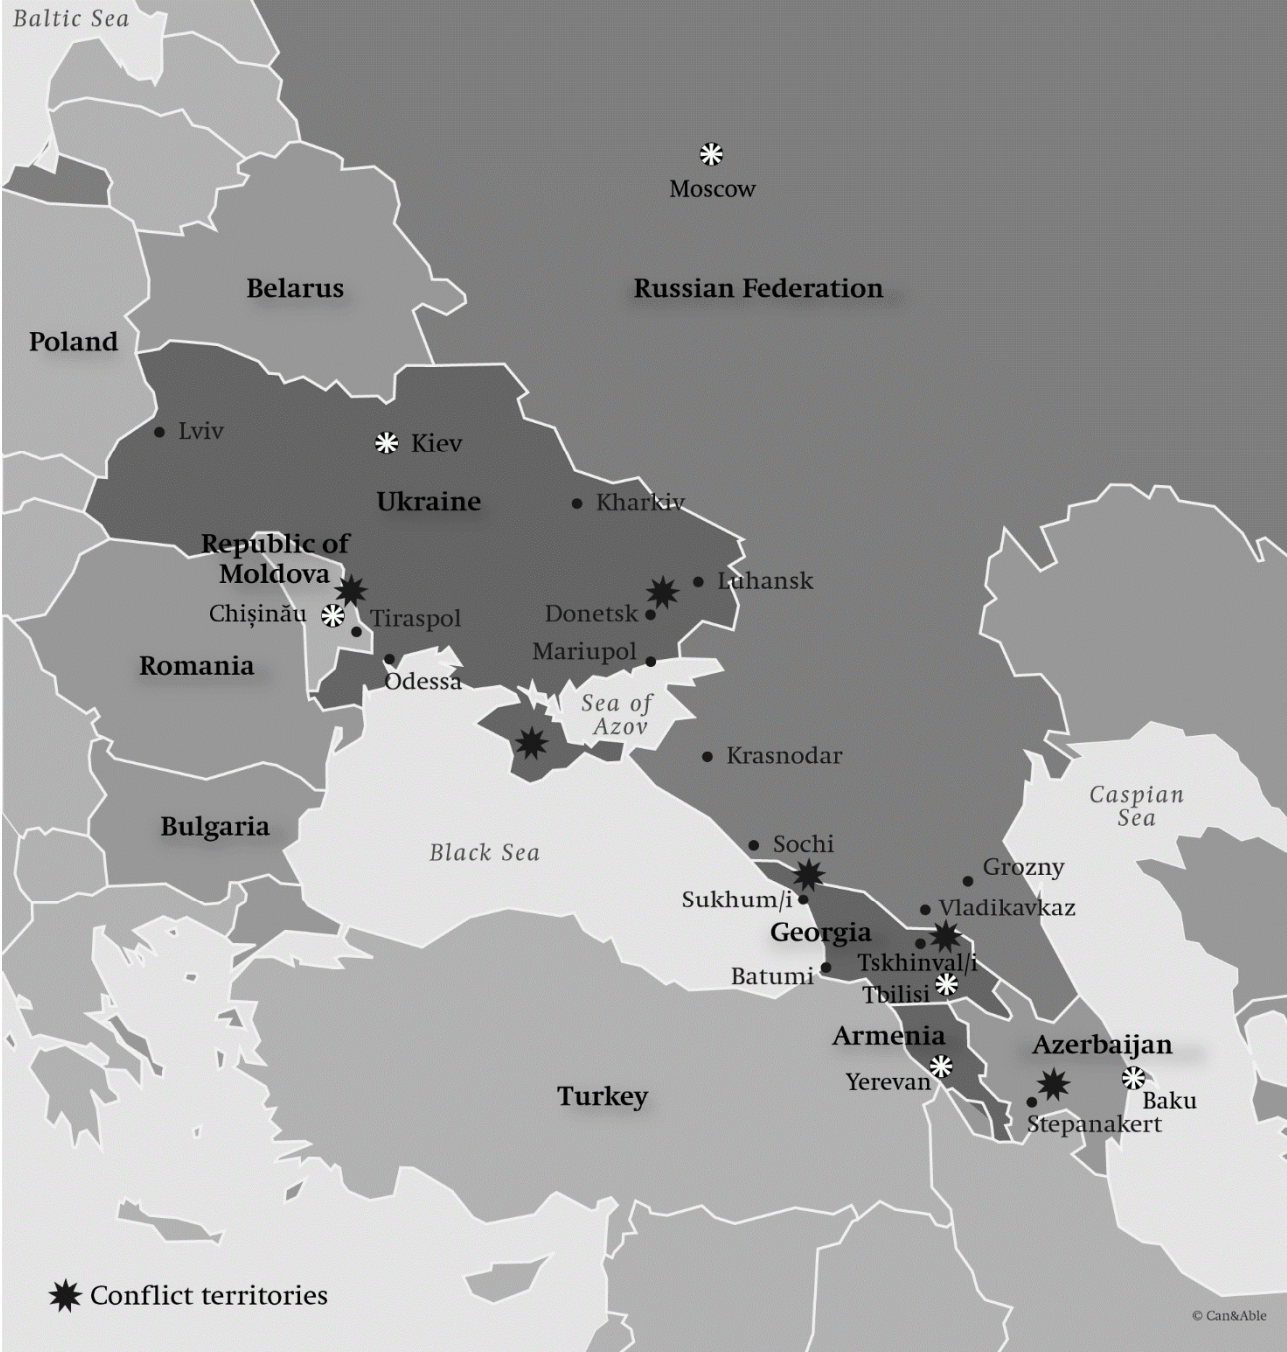 Baltic Sea
Moscow
Belarus
Russian Federation
Poland
Lviv
Kiev
Ukraine
Kharkiv
Republic of
Moldova
Luhansk
Chișinău
Tiraspol
Donetsk
Mariupol
Romania
Odessa
Sea of
Azov
Krasnodar
Caspian
Sea
Bulgaria
Black Sea
Sochi
Grozny
Sukhum/i
Vladikavkaz
Georgia
Tskhinval/i
Batumi
Tbilisi
Armenia
Azerbaijan
Yerevan
Turkey
Baku
Stepanakert
Conflict territories
© Can&Able